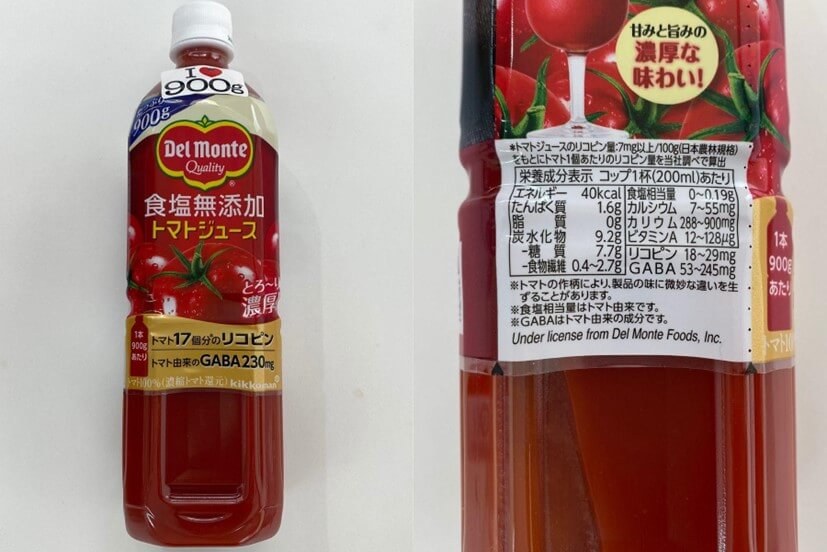 I♥900g
900g
Del Monte
Quality
®
食塩無添加
トマトジュース
とろ~り
濃厚
1本
900g
あたり
トマト17個分のリコピン
トマト由来のGABA230mg
トマト100%(濃縮トマト還元) kikkoman
甘みと旨みの
濃厚な
味わい!
*トマトジュースのリコピン量:7mg以上/100g(日本農林規格)
をもとにトマト1個あたりのリコピン量を当社調べで算出
栄養成分表示 コップ1杯(200ml)あたり
エネルギー 40kcal
たんぱく質 1.6g
脂質 0g
炭水化物 9.2g
-糖質 7.7g
-食物繊維 0.4~2.7g
食塩相当量 0~0.19g
カルシウム 7~55mg
カリウム 288~900mg
ビタミンA 12~128μg
リコピン 18~29mg
GABA 53~245mg
※トマトの作柄により、製品の味に微妙な違いを生
ずることがあります。
※食塩相当量はトマト由来です。
※GABAはトマト由来の成分です。
Under license from Del Monte Foods, Inc.
1本
900g
あたり
トマト100